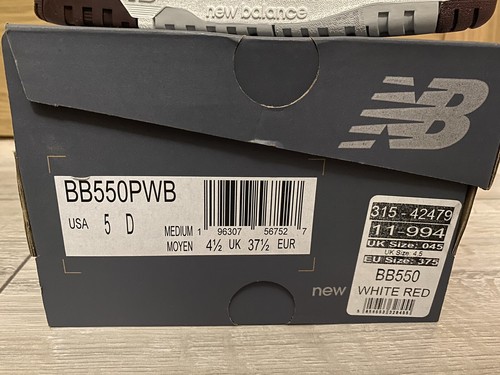 new balance
NB
BB550PWB
USA 5 D
MEDIUM
MOYEN 4½ UK 37½ EUR
1 96307 56752 7
315 - 42479
11-994
UK Size: 045
UK Size: 4.5
EU Size: 375
BB550
WHITE RED
new